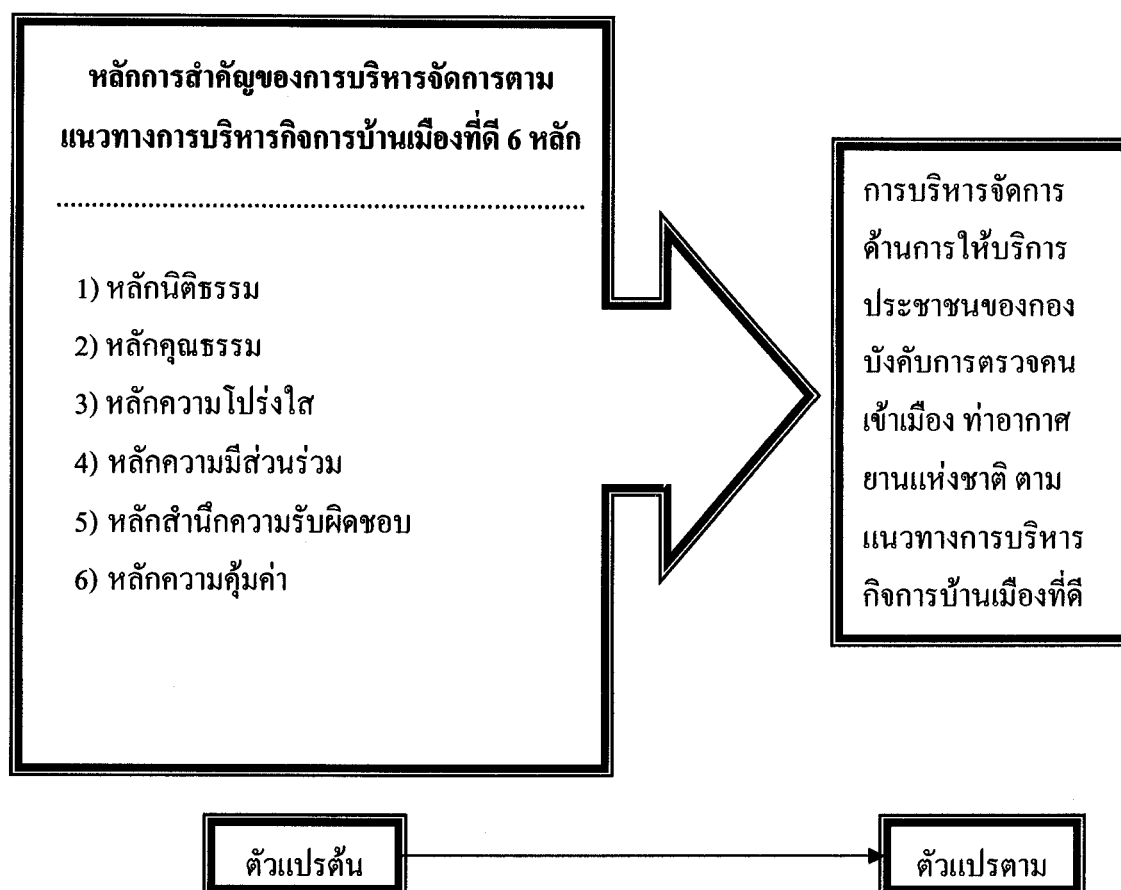 หลักการสำคัญของการบริหารจัดการตาม
แนวทางการบริหารกิจการบ้านเมืองที่ดี 6 หลัก
1) หลักนิติธรรม
2) หลักคุณธรรม
3) หลักความโปร่งใส
4) หลักความมีส่วนร่วม
5) หลักสำนึกความรับผิดชอบ
6) หลักความคุ้มค่า
การบริหารจัดการ
ด้านการให้บริการ
ประชาชนของกอง
บังคับการตรวจคน
เข้าเมือง ท่าอากาศ
ยานแห่งชาติ ตาม
แนวทางการบริหาร
กิจการบ้านเมืองที่ดี
ตัวแปรต้น
ตัวแปรตาม